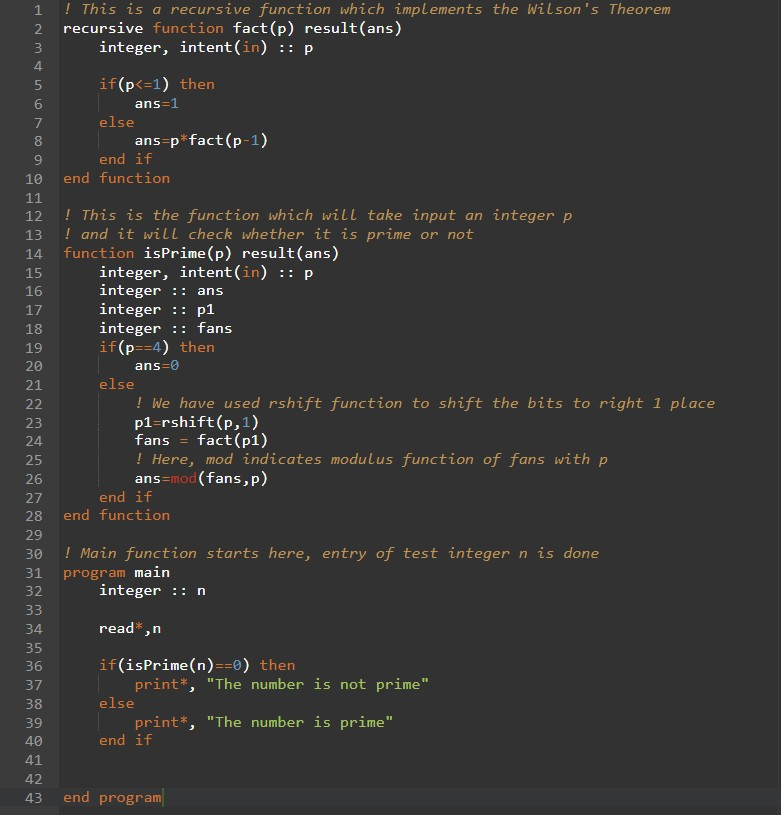 1 ! This is a recursive function which implements the Wilson's Theorem
2 recursive function fact(p) result(ans)
3     integer, intent(in) :: p
4
5     if(p<=1) then
6         ans=1
7     else
8         ans=p*fact(p-1)
9     end if
10 end function
11
12 ! This is the function which will take input an integer p
13 ! and it will check whether it is prime or not
14 function isPrime(p) result(ans)
15     integer, intent(in) :: p
16     integer :: ans
17     integer :: p1
18     integer :: fans
19     if(p==4) then
20         ans=0
21     else
22         ! We have used rshift function to shift the bits to right 1 place
23         p1=rshift(p,1)
24         fans = fact(p1)
25         ! Here, mod indicates modulus function of fans with p
26         ans=mod(fans,p)
27     end if
28 end function
29
30 ! Main function starts here, entry of test integer n is done
31 program main
32     integer :: n
33
34     read*,n
35
36     if(isPrime(n)==0) then
37         print*, "The number is not prime"
38     else
39         print*, "The number is prime"
40     end if
41
42
43 end program